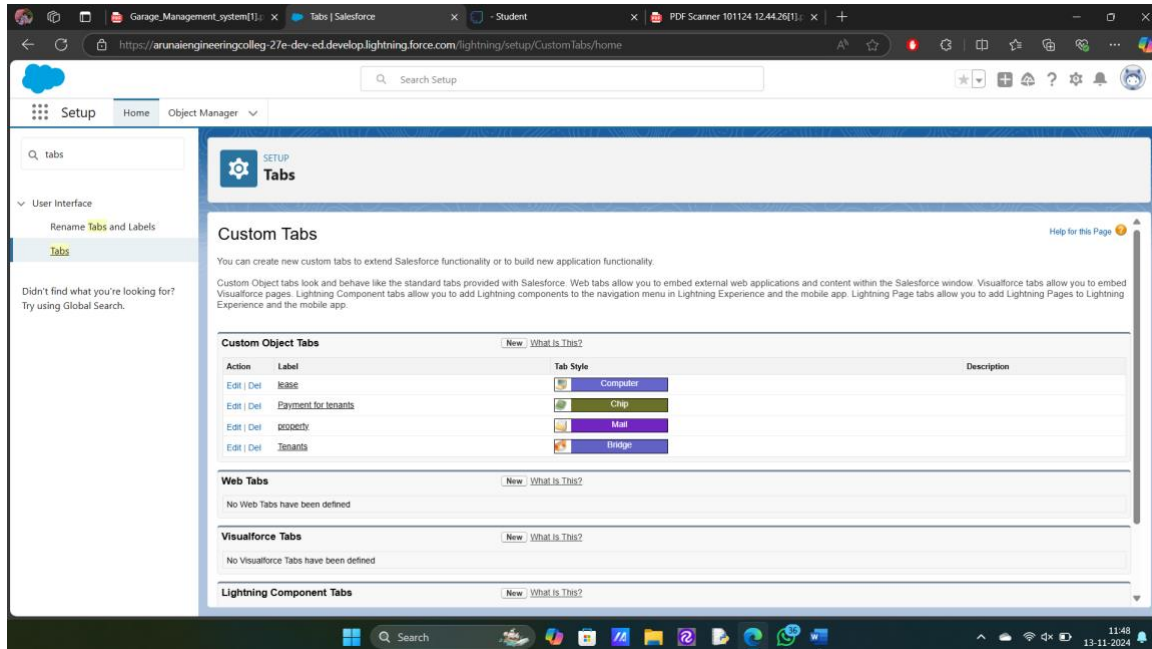 Garage_Management_system[1].
Tabs | Salesforce
- Student
PDF Scanner 101124 12.44.26[1].
https://arunaiengineeringcolleg-27e-dev-ed.develop.lightning.force.com/lightning/setup/CustomTabs/home
Search Setup
Setup
Home
Object Manager
tabs
User Interface
Rename Tabs and Labels
Tabs
Didn't find what you're looking for?
Try using Global Search.
SETUP
Tabs
Custom Tabs
Help for this Page
You can create new custom tabs to extend Salesforce functionality or to build new application functionality.
Custom Object tabs look and behave like the standard tabs provided with Salesforce. Web tabs allow you to embed external web applications and content within the Salesforce window. Visualforce tabs allow you to embed
Visualforce pages. Lightning Component tabs allow you to add Lightning components to the navigation menu in Lightning Experience and the mobile app. Lightning Page tabs allow you to add Lightning Pages to Lightning
Experience and the mobile app.
Custom Object Tabs New What Is This?
Action Label Tab Style Description
Edit | Del lease Computer
Edit | Del Payment for tenants Chip
Edit | Del property Mail
Edit | Del Tenants Bridge
Web Tabs New What Is This?
No Web Tabs have been defined
Visualforce Tabs New What Is This?
No Visualforce Tabs have been defined
Lightning Component Tabs New What Is This?
Search
36
11:48
13-11-2024